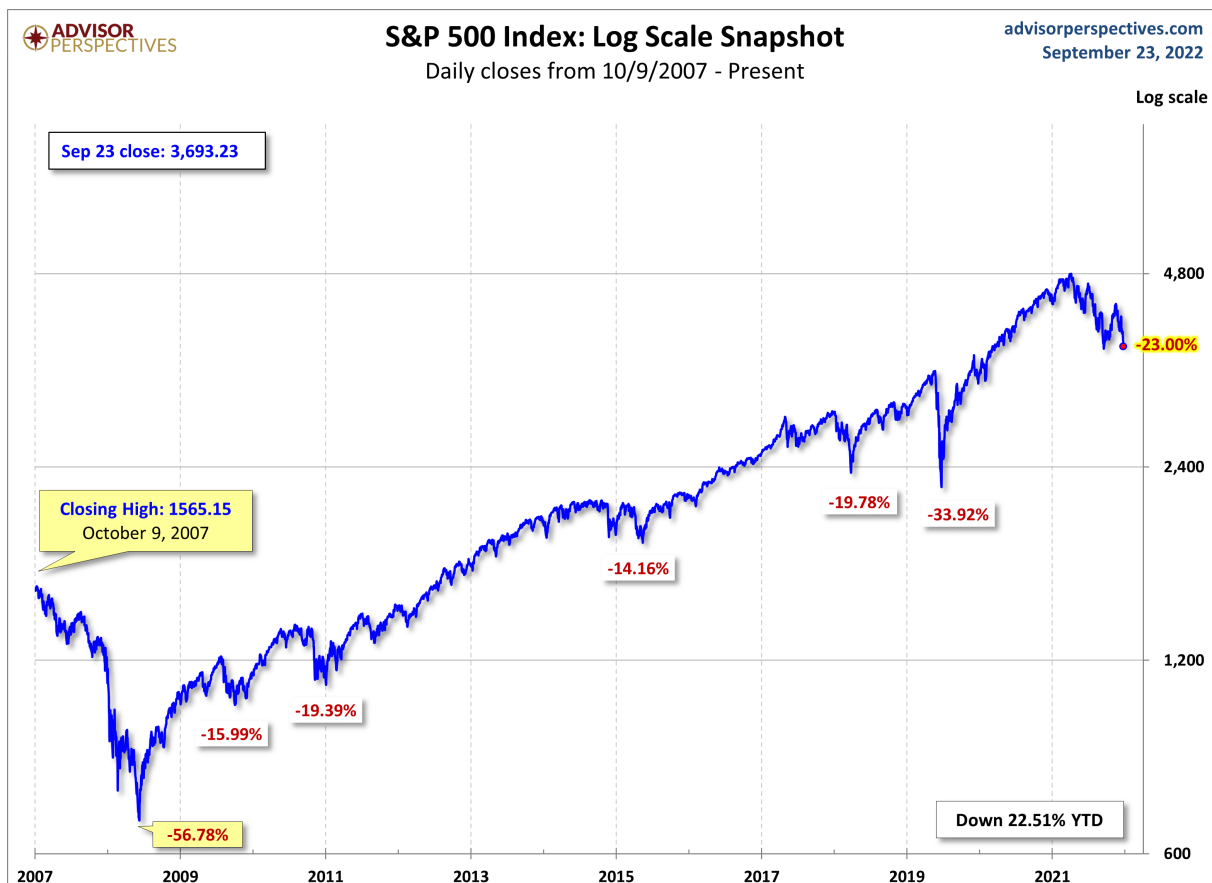 ADVISOR
PERSPECTIVES
S&P 500 Index: Log Scale Snapshot
Daily closes from 10/9/2007 - Present
advisorperspectives.com
September 23, 2022
Log scale
Sep 23 close: 3,693.23
4,800
-23.00%
2,400
Closing High: 1565.15
October 9, 2007
-19.78%
-33.92%
-14.16%
1,200
-19.39%
-15.99%
Down 22.51% YTD
-56.78%
600
2007 2009 2011 2013 2015 2017 2019 2021